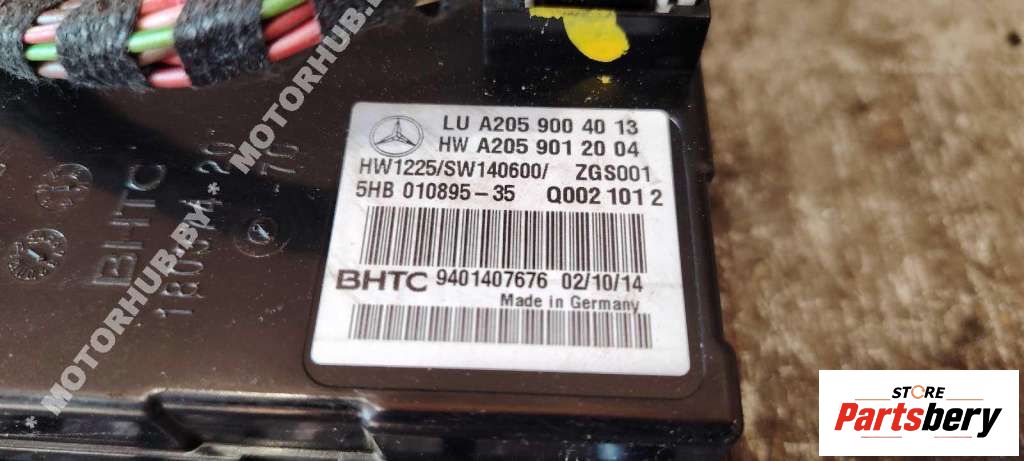 LU A205 900 40 13
HW A205 901 20 04
HW1225/SW140600/ ZGS001
5HB 010895-35 Q002 101 2
BHTC 9401407676 02/10/14
Made in Germany
BHTC
* MOTORHUB.BY * MOTORHUB.BY
STORE
Partsbery